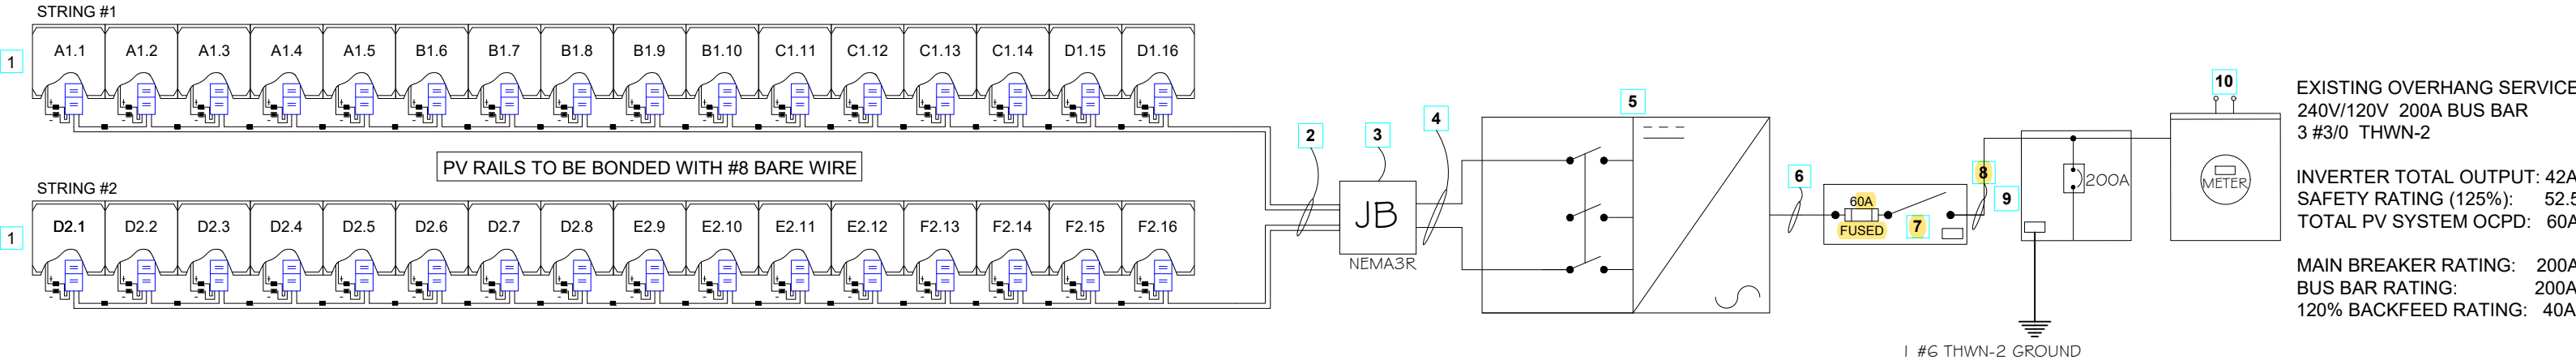 STRING #1
1
A1.1 A1.2 A1.3 A1.4 A1.5 B1.6 B1.7 B1.8 B1.9 B1.10 C1.11 C1.12 C1.13 C1.14 D1.15 D1.16
PV RAILS TO BE BONDED WITH #8 BARE WIRE
STRING #2
1
D2.1 D2.2 D2.3 D2.4 D2.5 D2.6 D2.7 D2.8 E2.9 E2.10 E2.11 E2.12 F2.13 F2.14 F2.15 F2.16
2
3
JB
NEMA3R
4
5
6
60A
FUSED
7
8
9
200A
1 #6 THWN-2 GROUND
10
METER
EXISTING OVERHANG SERVICE
240V/120V 200A BUS BAR
3 #3/0 THWN-2
INVERTER TOTAL OUTPUT: 42A
SAFETY RATING (125%): 52.5
TOTAL PV SYSTEM OCPD: 60A
MAIN BREAKER RATING: 200A
BUS BAR RATING: 200A
120% BACKFEED RATING: 40A